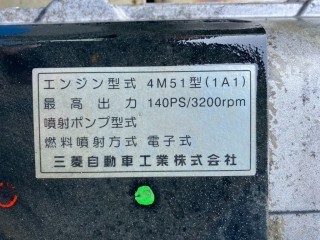 エンジン型式 4M51型(1A1)
最高出力 140PS/3200rpm
噴射ポンプ型式
燃料噴射方式 電子式
三菱自動車工業株式会社